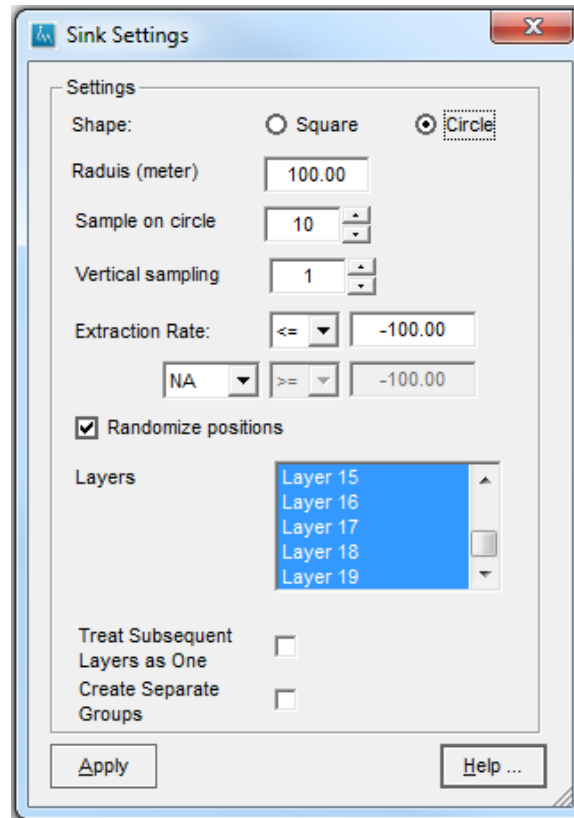 Sink Settings
Settings
Shape: Square Circle
Raduis (meter) 100.00
Sample on circle 10
Vertical sampling 1
Extraction Rate: <= -100.00
NA >= -100.00
Randomize positions
Layers
Layer 15
Layer 16
Layer 17
Layer 18
Layer 19
Treat Subsequent
Layers as One
Create Separate
Groups
Apply Help ...